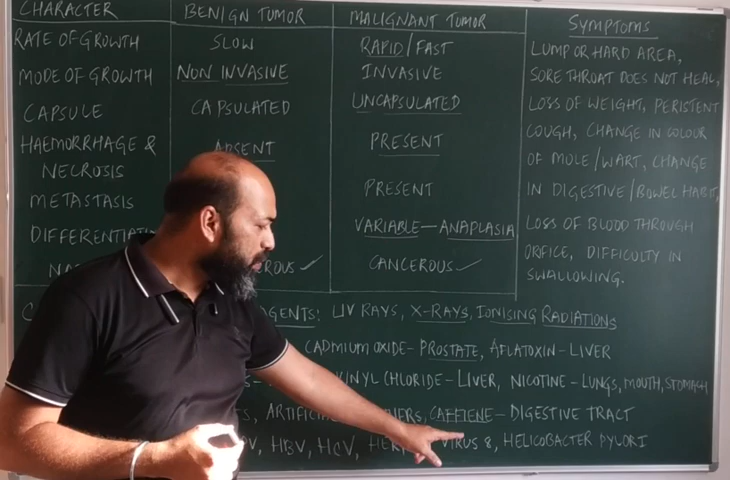 CHARACTER BENIGN TUMOR MALIGNANT TUMOR SYMPTOMS
RATE OF GROWTH SLOW RAPID/FAST LUMP OR HARD AREA,
MODE OF GROWTH NON INVASIVE INVASIVE SORE THROAT DOES NOT HEAL,
CAPSULE CAPSULATED UNCAPSULATED LOSS OF WEIGHT, PERISTENT
HAEMORRHAGE & ABSENT PRESENT COUGH, CHANGE IN COLOUR
NECROSIS OF MOLE/WART, CHANGE
METASTASIS PRESENT IN DIGESTIVE/BOWEL HABIT,
VARIABLE-ANAPLASIA LOSS OF BLOOD THROUGH
CANCEROUS ✓ ORIFICE, DIFFICULTY IN
SWALLOWING.
X-RAYS, IONISING RADIATIONS
CADMIUM OXIDE - PROSTATE, AFLATOXIN - LIVER
VINYL CHLORIDE - LIVER, NICOTINE - LUNGS, MOUTH, STOMACH
CAFFIENE - DIGESTIVE TRACT
HBV, HCV, 8, HELICOBACTER PYLORI